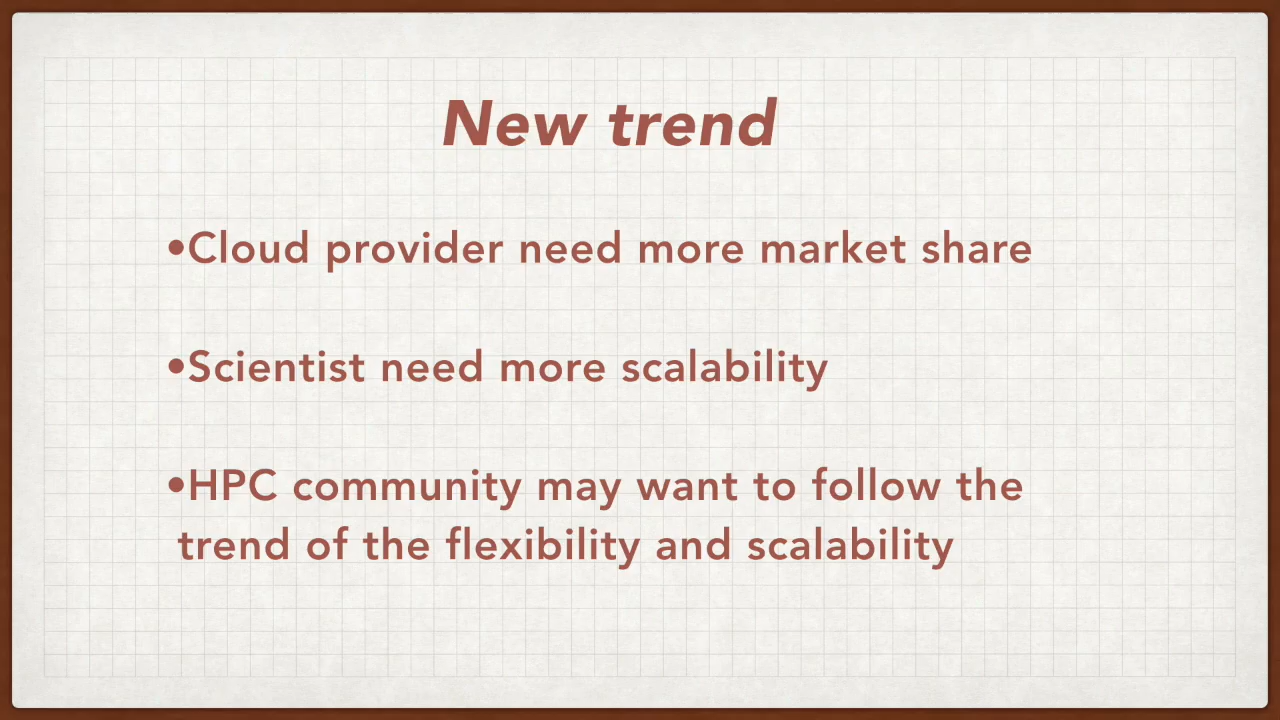 New trend
•Cloud provider need more market share
•Scientist need more scalability
•HPC community may want to follow the
trend of the flexibility and scalability